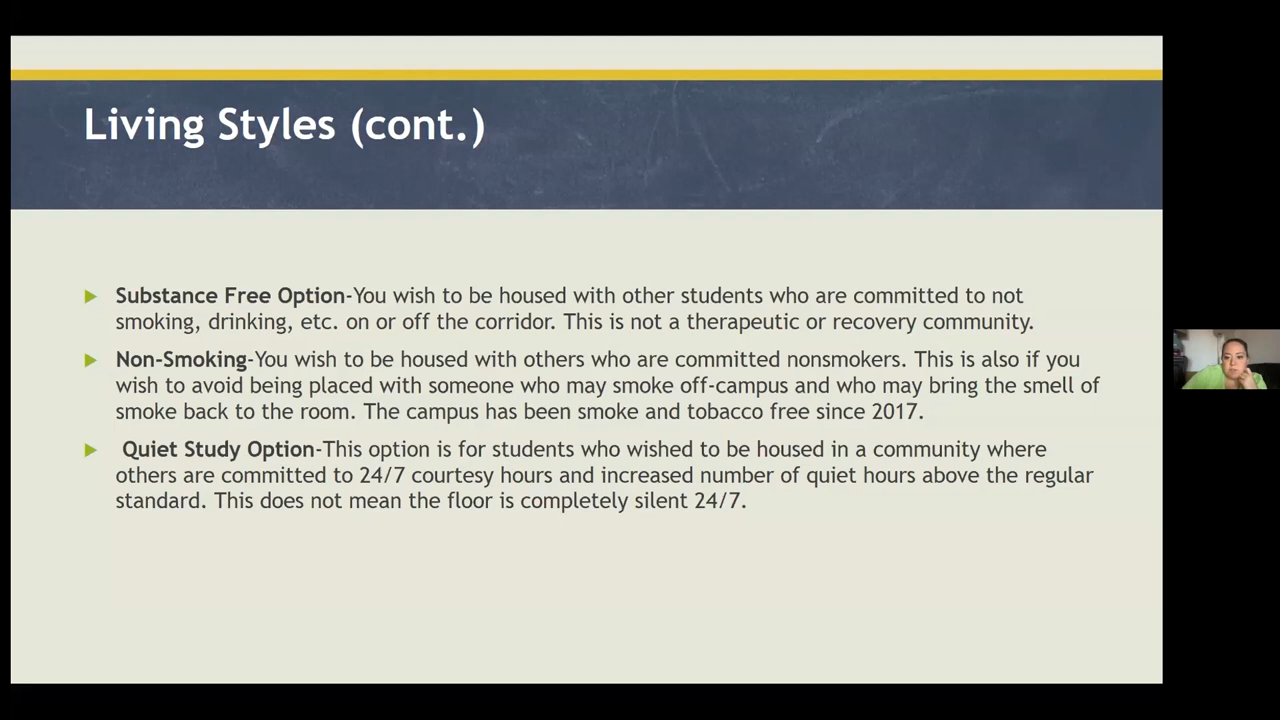 Living Styles (cont.)
Substance Free Option-You wish to be housed with other students who are committed to not
smoking, drinking, etc. on or off the corridor. This is not a therapeutic or recovery community.
Non-Smoking-You wish to be housed with others who are committed nonsmokers. This is also if you
wish to avoid being placed with someone who may smoke off-campus and who may bring the smell of
smoke back to the room. The campus has been smoke and tobacco free since 2017.
Quiet Study Option-This option is for students who wished to be housed in a community where
others are committed to 24/7 courtesy hours and increased number of quiet hours above the regular
standard. This does not mean the floor is completely silent 24/7.